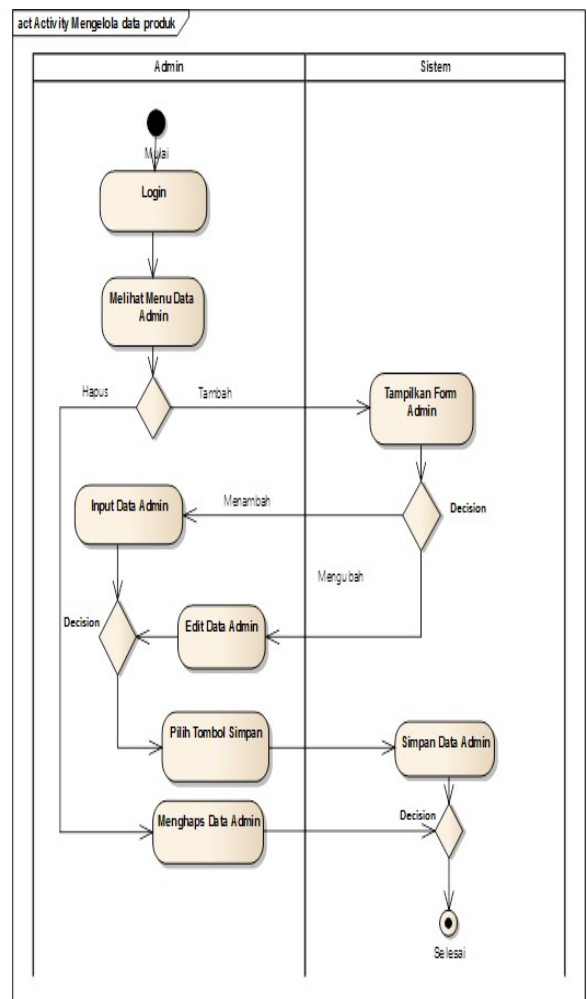 act Activity Mengelola data produk
Admin
Sistem
Mulai
Login
Melihat Menu Data
Admin
Hapus
Tambah
Tampilkan Form
Admin
Input Data Admin
Menambah
Decision
Mengubah
Decision
Edit Data Admin
Pilih Tombol Simpan
Simpan Data Admin
Menghaps Data Admin
Decision
Selesai